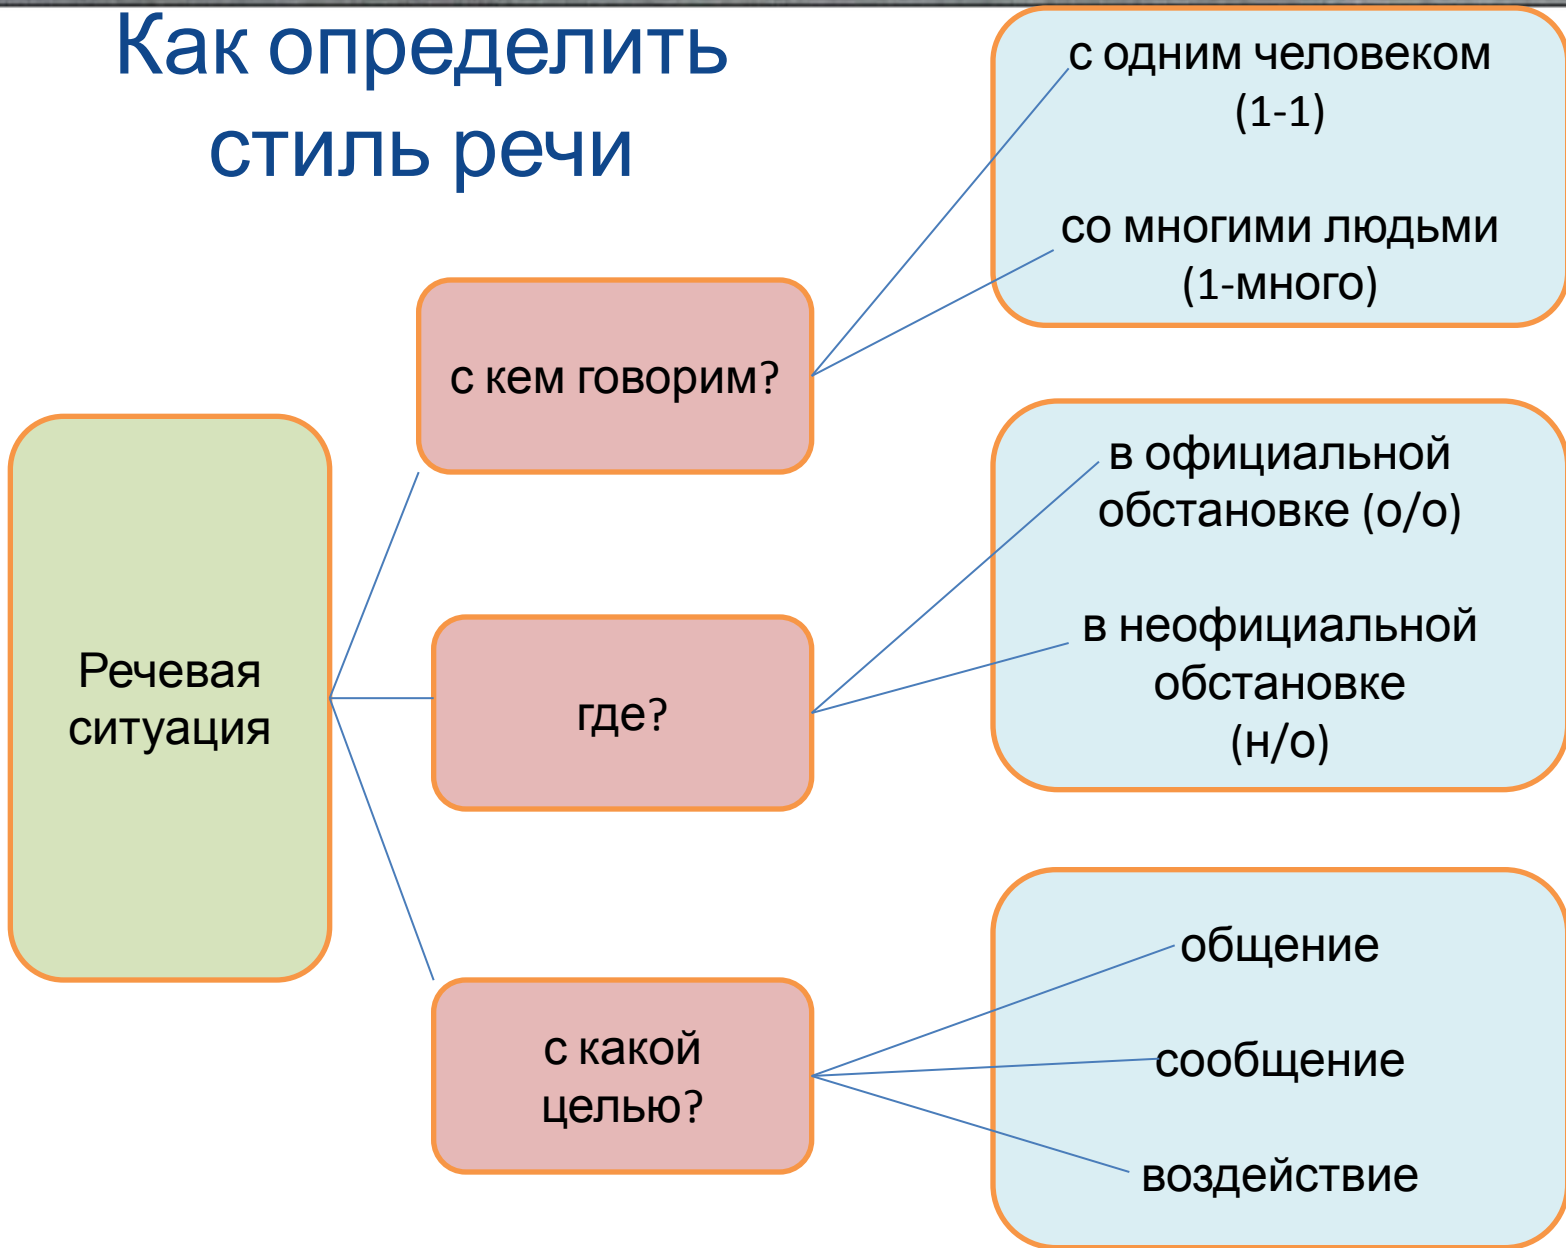 Как определить
стиль речи
Речевая
ситуация
с кем говорим?
с одним человеком
(1-1)
со многими людьми
(1-много)
где?
в официальной
обстановке (о/о)
в неофициальной
обстановке
(н/о)
с какой
целью?
общение
сообщение
воздействие